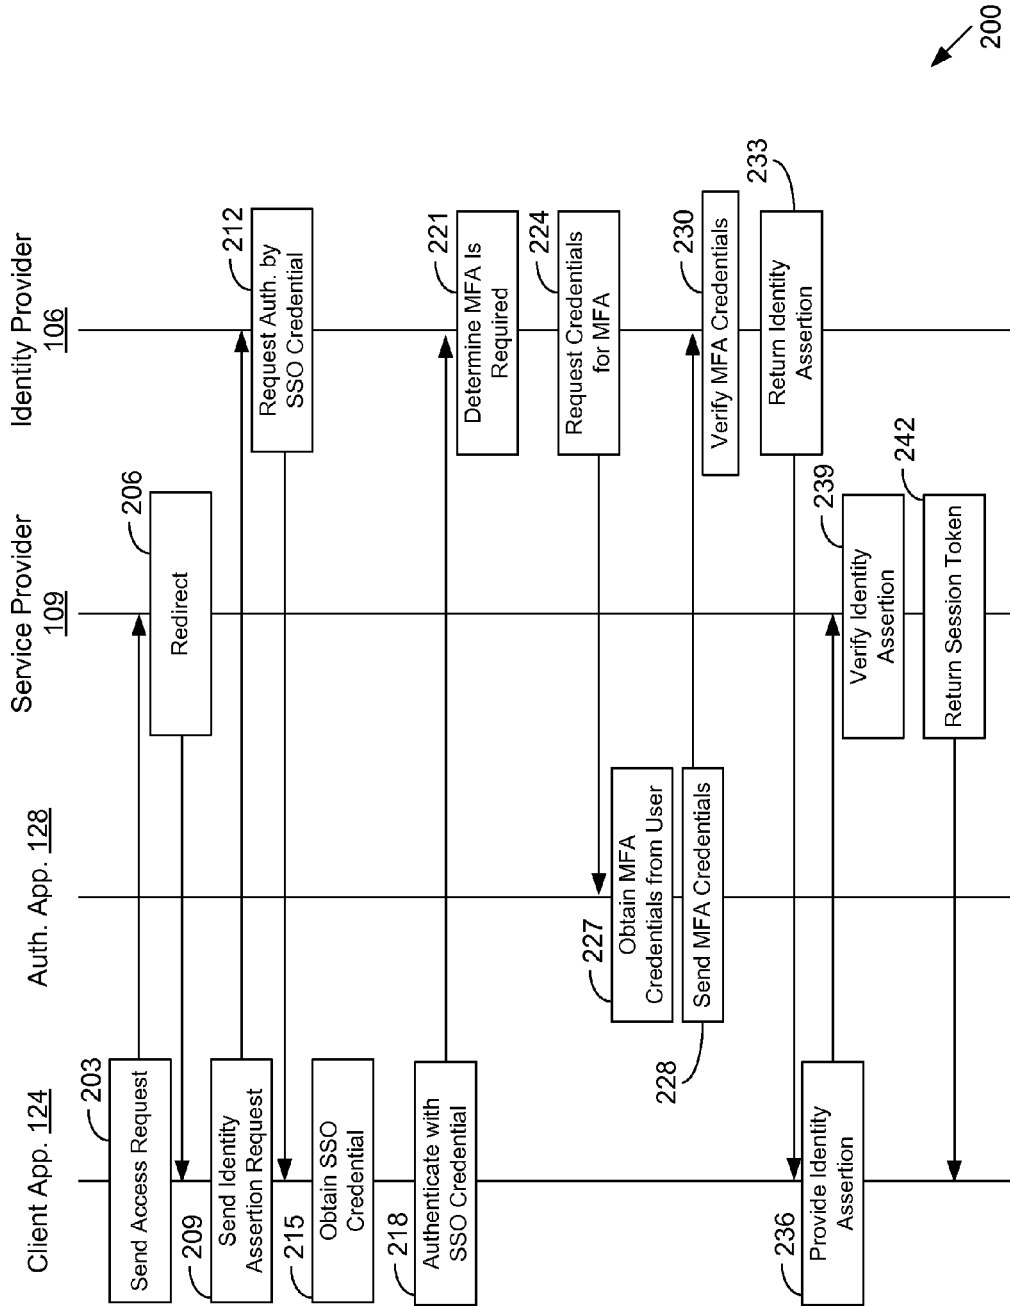 Client App. 124
Auth. App. 128
Service Provider
109
Identity Provider
106
203
Send Access Request
206
Redirect
209
Send Identity
Assertion Request
212
Request Auth. by
SSO Credential
215
Obtain SSO
Credential
218
Authenticate with
SSO Credential
221
Determine MFA Is
Required
224
Request Credentials
for MFA
227
Obtain MFA
Credentials from User
228
Send MFA Credentials
230
Verify MFA Credentials
233
Return Identity
Assertion
236
Provide Identity
Assertion
239
Verify Identity
Assertion
242
Return Session Token
200